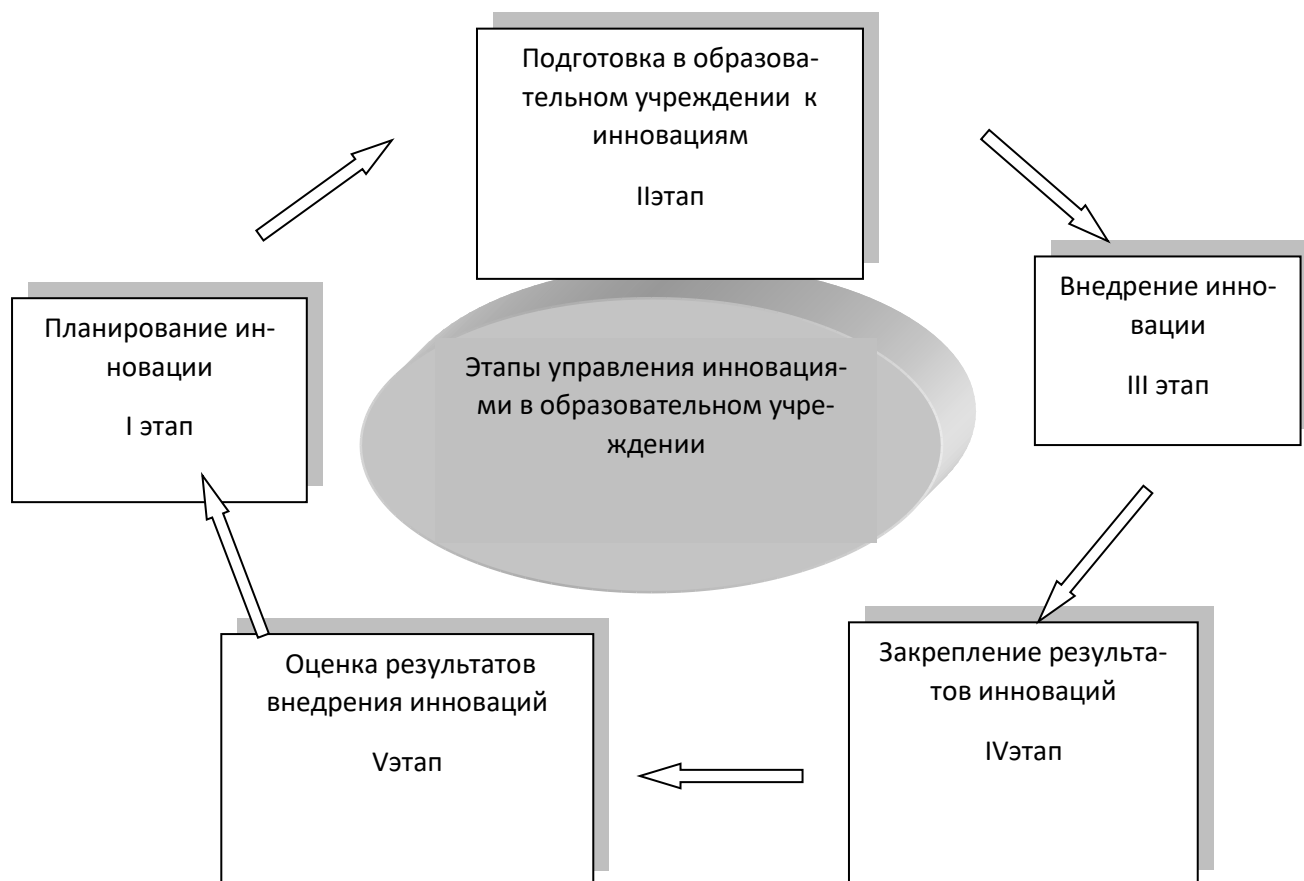 Подготовка в образова-
тельном учреждении к
инновациям
IIэтап
Внедрение инно-
вации
III этап
Планирование ин-
новации
I этап
Этапы управления инновация-
ми в образовательном учре-
ждении
Закрепление результа-
тов инноваций
IVэтап
Оценка результатов
внедрения инноваций
Vэтап